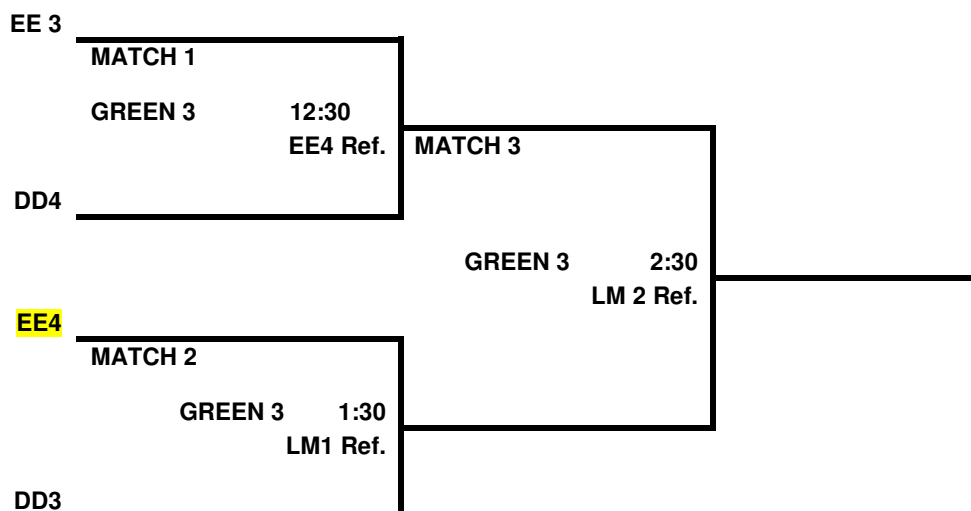 EE 3
MATCH 1
GREEN 3 12:30
EE4 Ref.
MATCH 3
DD4
GREEN 3 2:30
LM 2 Ref.
EE4
MATCH 2
GREEN 3 1:30
LM1 Ref.
DD3